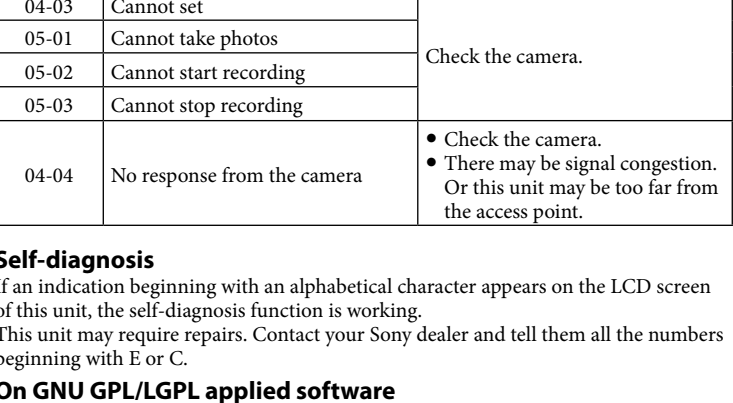 04-03 Cannot set
05-01 Cannot take photos
05-02 Cannot start recording
05-03 Cannot stop recording
Check the camera.
04-04 No response from the camera
● Check the camera.
● There may be signal congestion.
Or this unit may be too far from
the access point.
Self-diagnosis
If an indication beginning with an alphabetical character appears on the LCD screen
of this unit, the self-diagnosis function is working.
This unit may require repairs. Contact your Sony dealer and tell them all the numbers
beginning with E or C.
On GNU GPL/LGPL applied software